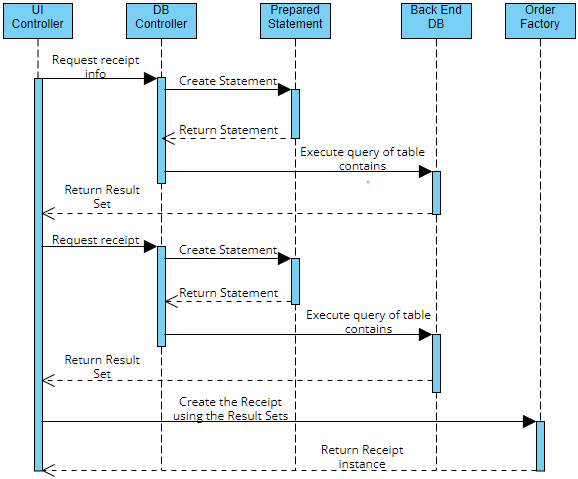 UI
Controller
DB
Controller
Prepared
Statement
Back End
DB
Order
Factory
Request receipt
info
Create Statement
Return Statement
Execute query of table
contains
Return Result
Set
Request receipt
Create Statement
Return Statement
Execute query of table
contains
Return Result
Set
Create the Receipt
using the Result Sets
Return Receipt
instance